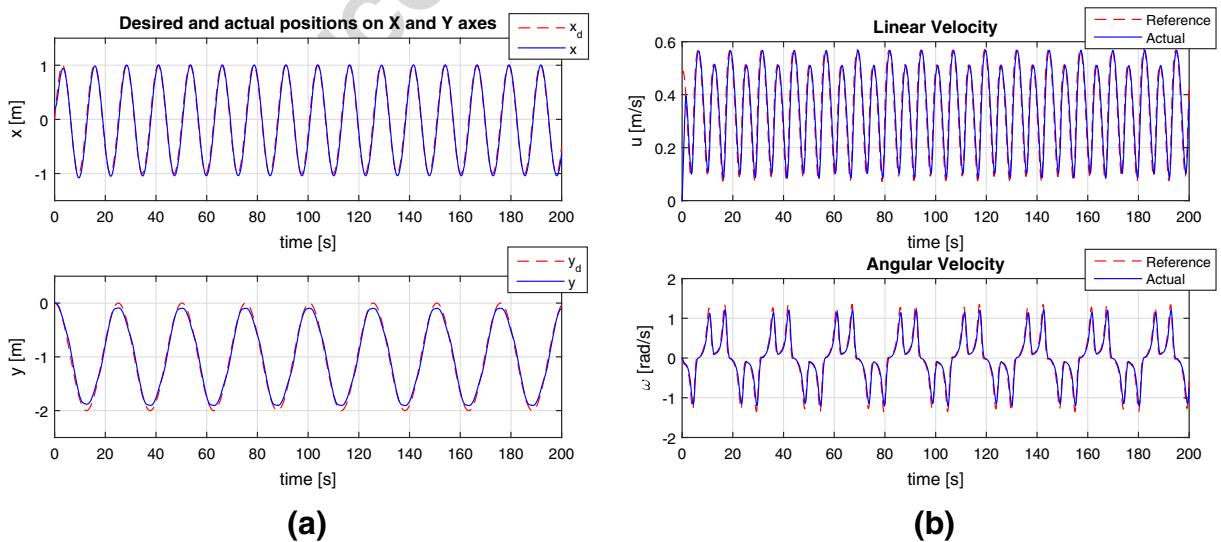 Desired and actual positions on X and Y axes
x_d
x
x [m]
1
0
-1
0 20 40 60 80 100 120 140 160 180 200
time [s]
y_d
y
y [m]
0
-1
-2
0 20 40 60 80 100 120 140 160 180 200
time [s]
(a)
Linear Velocity
Reference
Actual
u [m/s]
0.6
0.4
0.2
0
0 20 40 60 80 100 120 140 160 180 200
time [s]
Angular Velocity
Reference
Actual
ω [rad/s]
2
1
0
-1
-2
0 20 40 60 80 100 120 140 160 180 200
time [s]
(b)